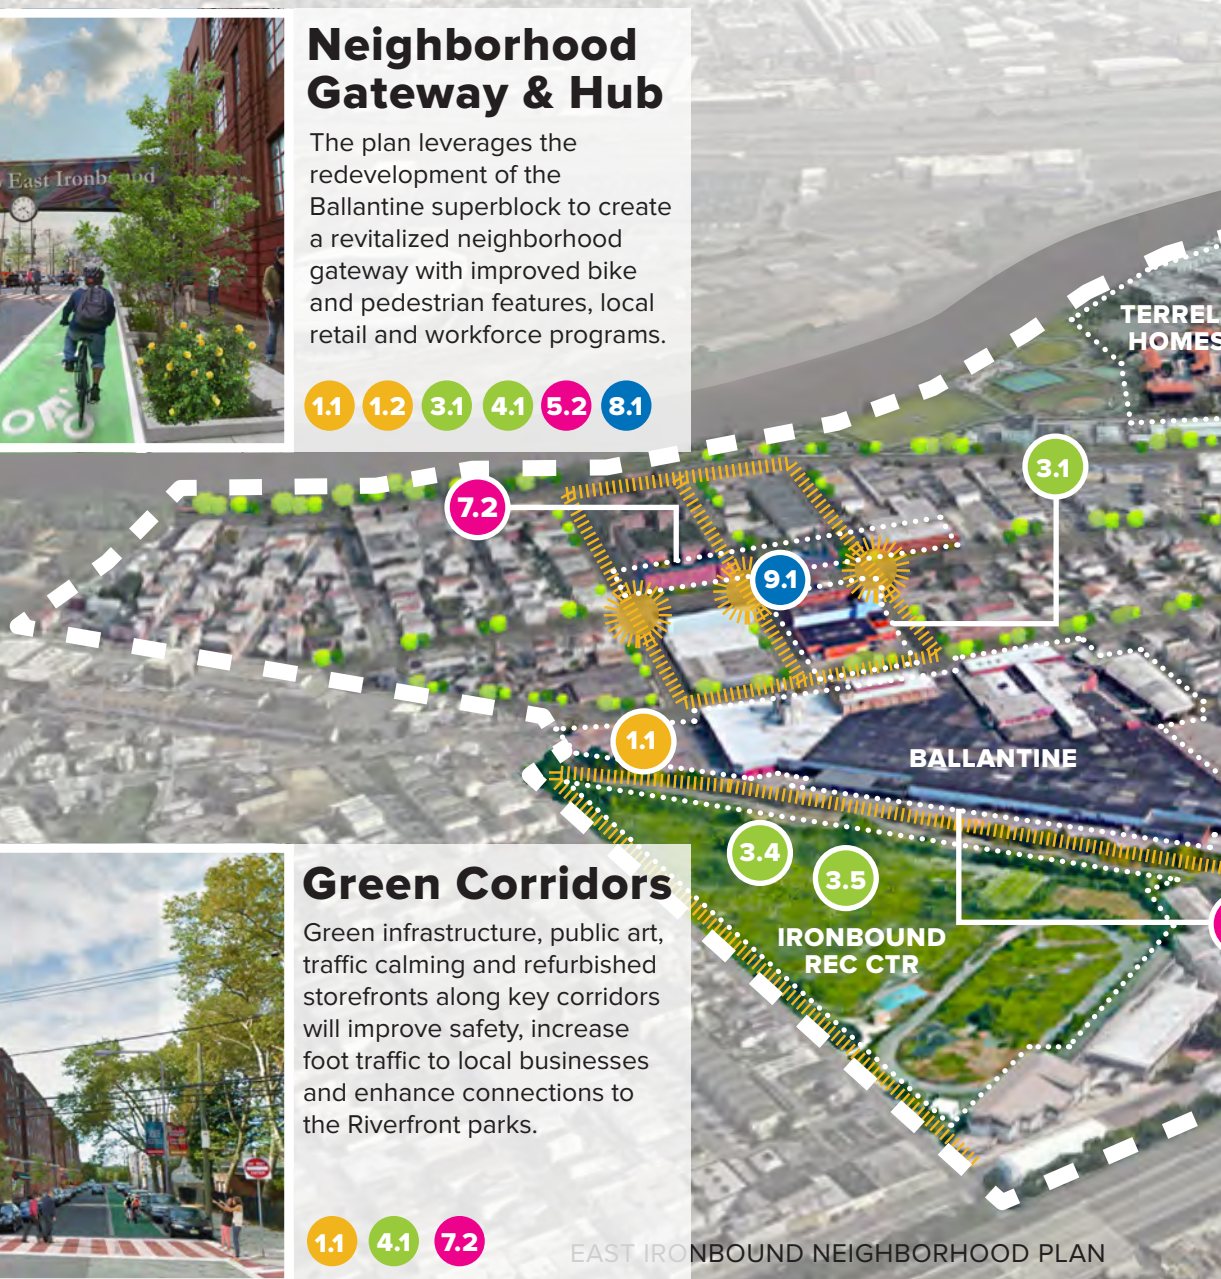 Neighborhood
Gateway & Hub
The plan leverages the
redevelopment of the
Ballantine superblock to create
a revitalized neighborhood
gateway with improved bike
and pedestrian features, local
retail and workforce programs.
1.1 1.2 3.1 4.1 5.2 8.1
East Ironbound
TERREL
HOMES
3.1
7.2
9.1
1.1
BALLANTINE
3.4
3.5
IRONBOUND
REC CTR
Green Corridors
Green infrastructure, public art,
traffic calming and refurbished
storefronts along key corridors
will improve safety, increase
foot traffic to local businesses
and enhance connections to
the Riverfront parks.
1.1 4.1 7.2
EAST IRONBOUND NEIGHBORHOOD PLAN